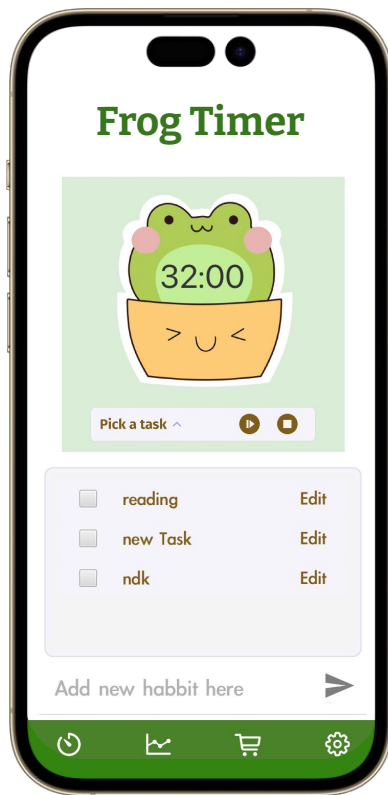 Frog Timer
32:00
Pick a task
reading Edit
new Task Edit
ndk Edit
Add new habbit here